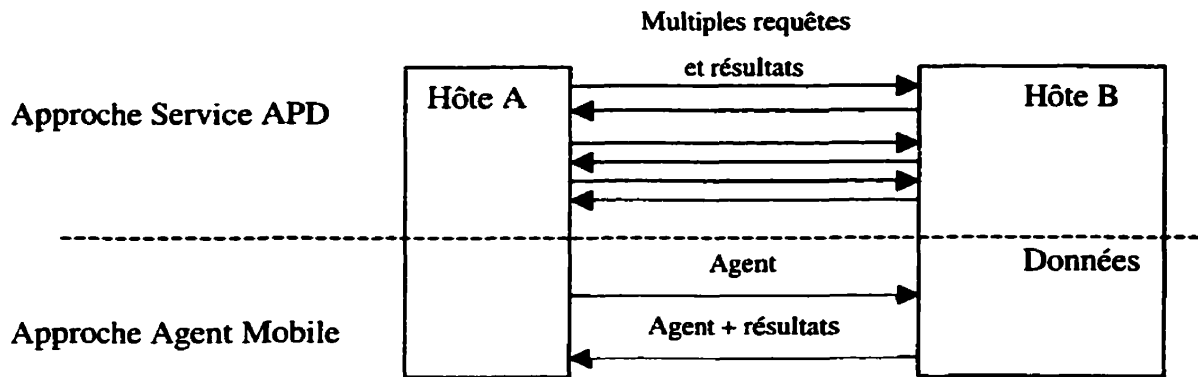 Multiples requêtes
et résultats
Hôte A
Hôte B
Approche Service APD
Agent
Données
Approche Agent Mobile
Agent + résultats